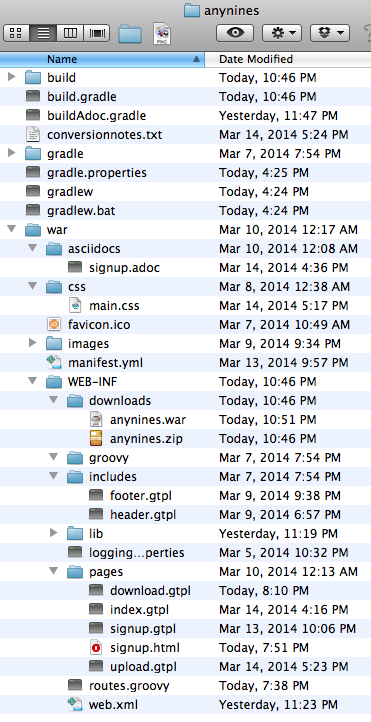 anynines
Name Date Modified
build Today, 10:46 PM
build.gradle Today, 10:46 PM
buildAdoc.gradle Yesterday, 11:47 PM
conversionnotes.txt Mar 14, 2014 5:24 PM
gradle Mar 7, 2014 7:54 PM
gradle.properties Today, 4:25 PM
gradlew Today, 4:24 PM
gradlew.bat Today, 4:24 PM
war Mar 10, 2014 12:17 AM
asciidocs Mar 10, 2014 12:08 AM
signup.adoc Mar 14, 2014 4:36 PM
css Mar 8, 2014 12:38 AM
main.css Mar 14, 2014 5:17 PM
favicon.ico Mar 7, 2014 10:49 AM
images Mar 9, 2014 9:34 PM
manifest.yml Mar 13, 2014 9:57 PM
WEB-INF Today, 10:46 PM
downloads Today, 10:46 PM
anynines.war Today, 10:51 PM
anynines.zip Today, 10:46 PM
groovy Mar 7, 2014 7:54 PM
includes Mar 7, 2014 7:54 PM
footer.gtpl Mar 9, 2014 9:38 PM
header.gtpl Mar 9, 2014 6:57 PM
lib Yesterday, 11:19 PM
logging...perties Mar 5, 2014 10:32 PM
pages Mar 10, 2014 12:13 AM
download.gtpl Today, 8:10 PM
index.gtpl Mar 14, 2014 4:16 PM
signup.gtpl Mar 13, 2014 10:06 PM
signup.html Today, 7:51 PM
upload.gtpl Mar 14, 2014 5:23 PM
routes.groovy Today, 7:38 PM
web.xml Yesterday, 11:23 PM